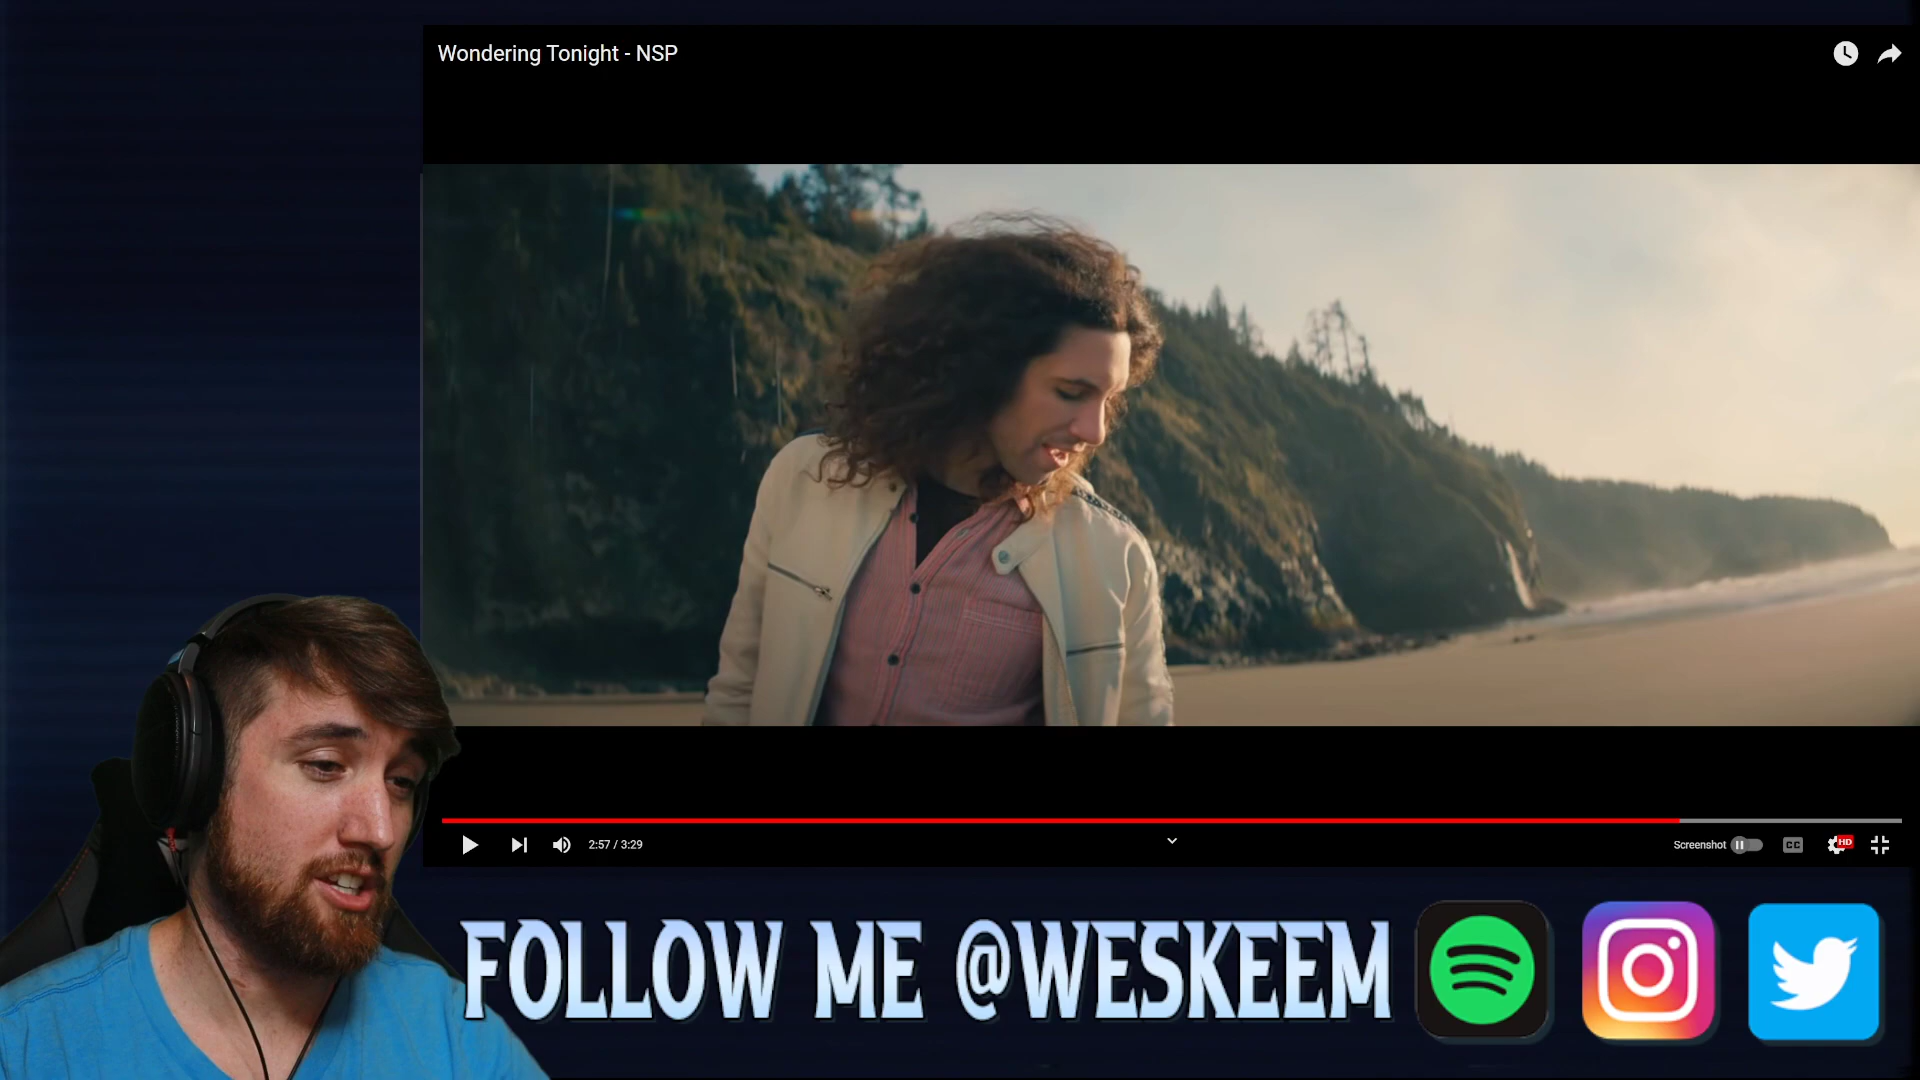 Wondering Tonight - NSP
2:57 / 3:29
Screenshot
CC
HD
FOLLOW ME @WESKEEM